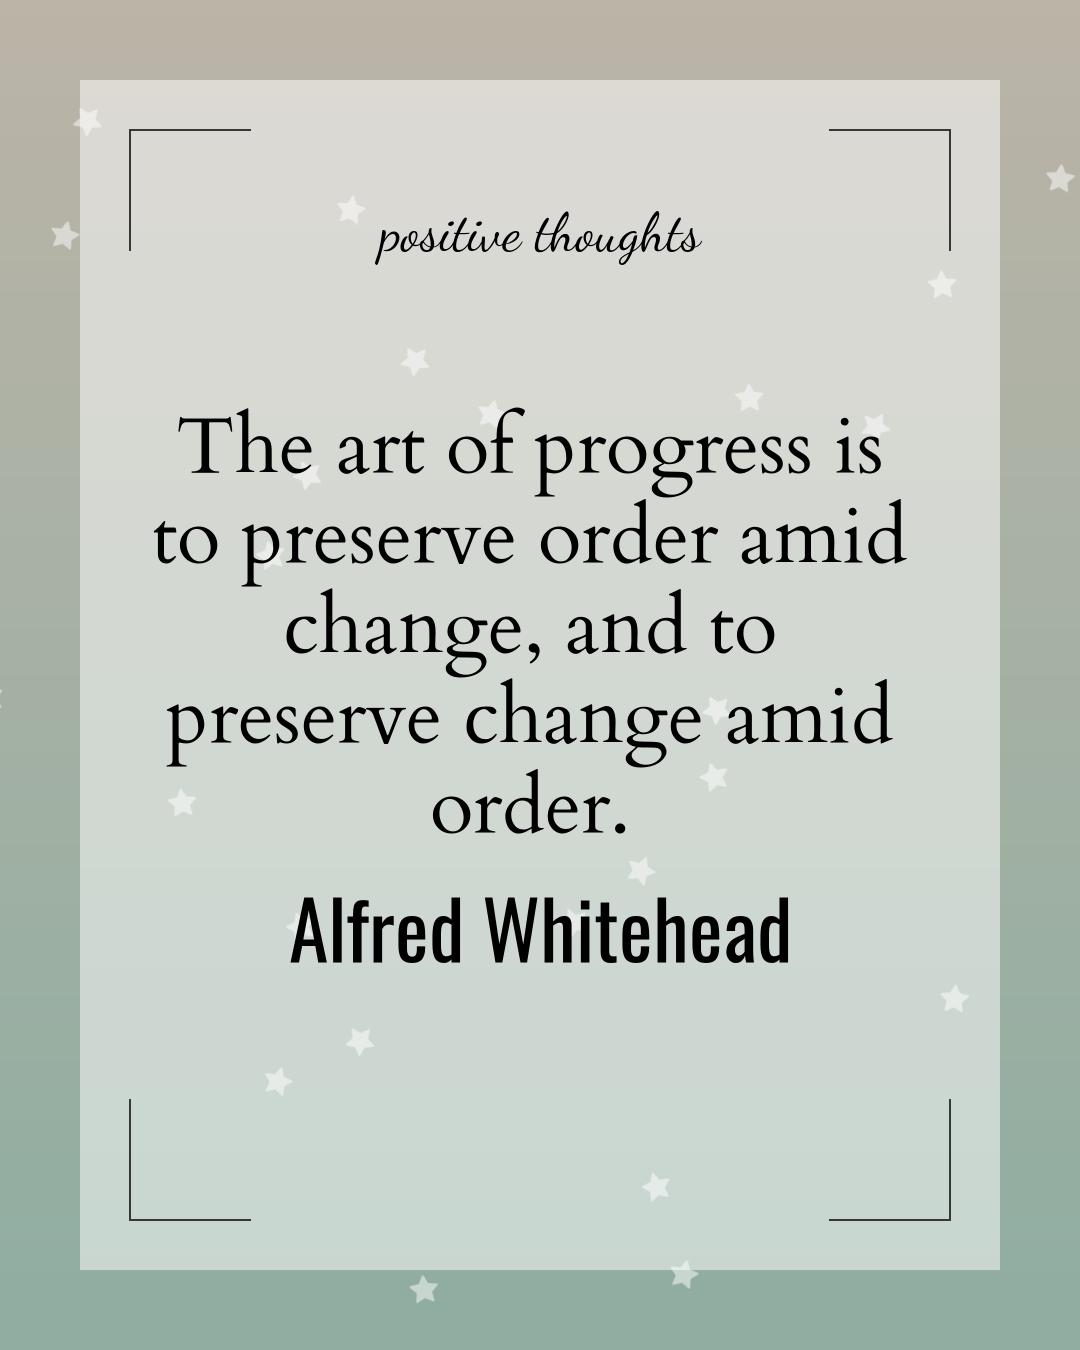 positive thoughts
The art of progress is
to preserve order amid
change, and to
preserve change amid
order.
Alfred Whitehead